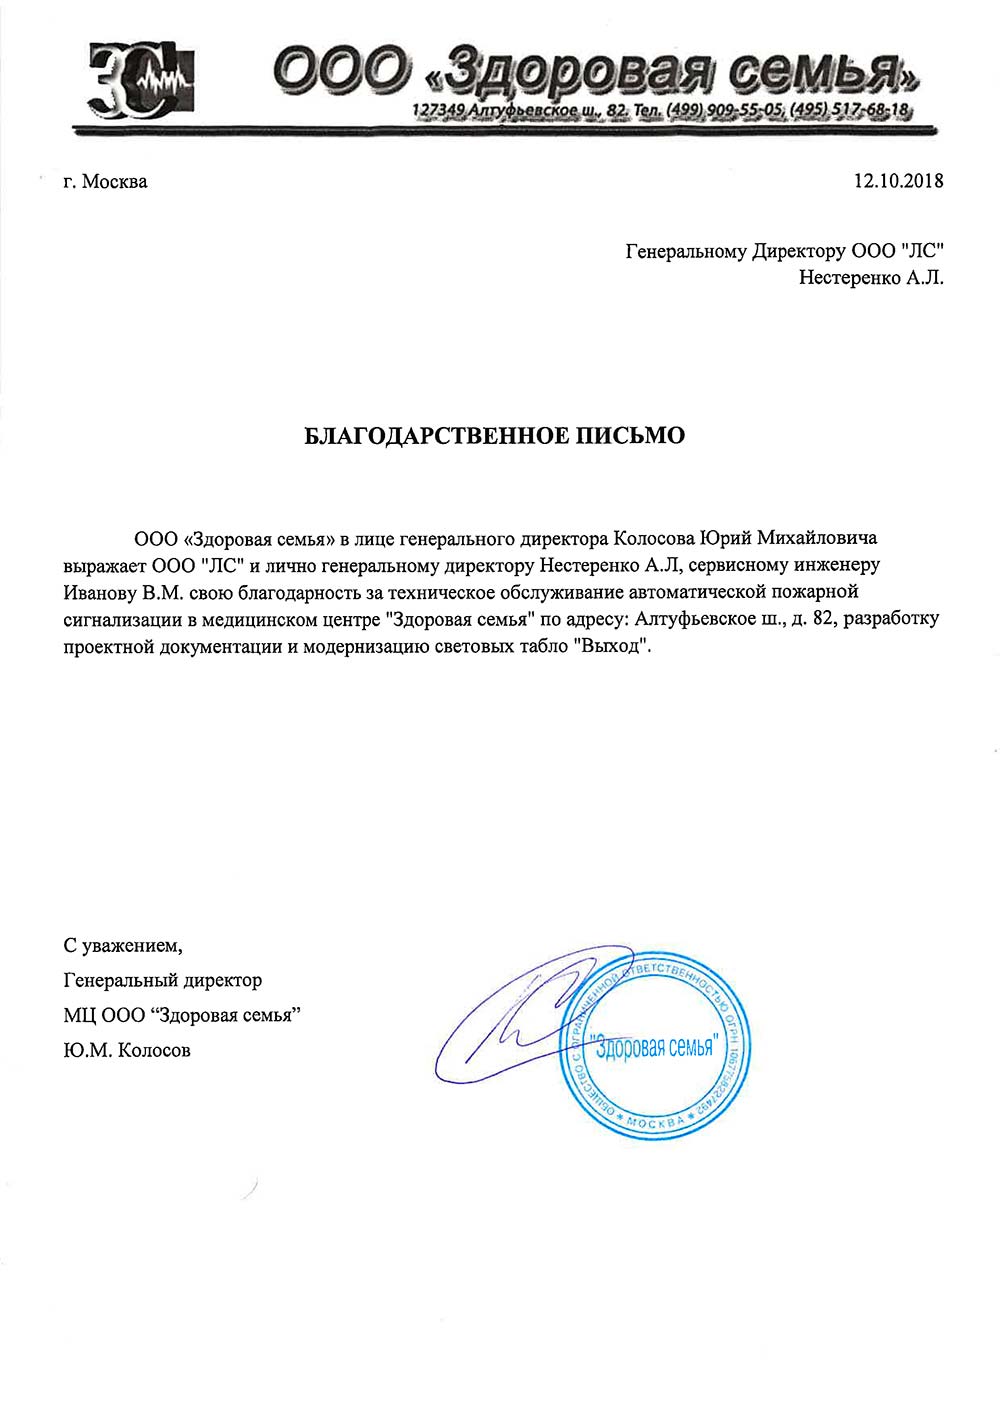 ЗС
ООО «Здоровая семья»
127349 Алтуфьевское ш., 82. Тел. (499) 909-55-05, (495) 517-68-18
г. Москва
12.10.2018
Генеральному Директору ООО "ЛС"
Нестеренко А.Л.
БЛАГОДАРСТВЕННОЕ ПИСЬМО
ООО «Здоровая семья» в лице генерального директора Колосова Юрий Михайловича
выражает ООО "ЛС" и лично генеральному директору Нестеренко А.Л, сервисному инженеру
Иванову В.М. свою благодарность за техническое обслуживание автоматической пожарной
сигнализации в медицинском центре "Здоровая семья" по адресу: Алтуфьевское ш., д. 82, разработку
проектной документации и модернизацию световых табло "Выход".
С уважением,
Генеральный директор
МЦ ООО “Здоровая семья”
Ю.М. Колосов
ОБЩЕСТВО С ОГРАНИЧЕННОЙ ОТВЕТСТВЕННОСТЬЮ ОГРН 1067758227492
"Здоровая семья"
* МОСКВА *